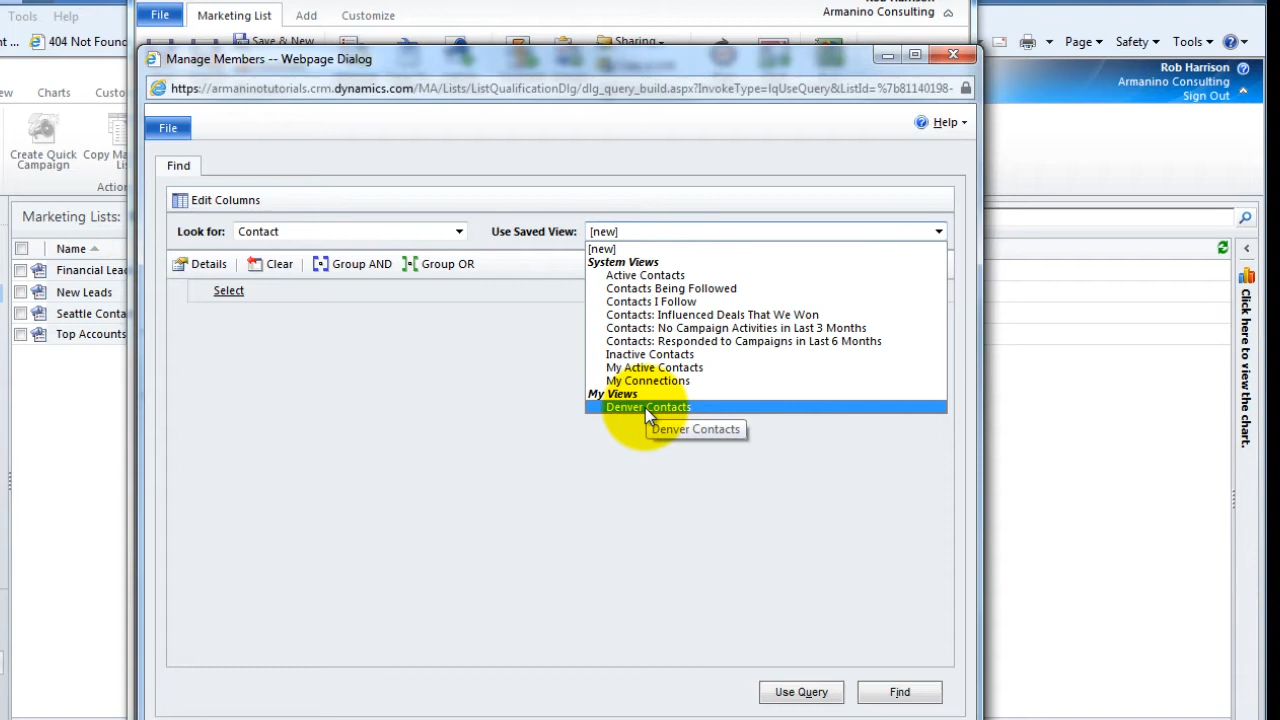 Tools Help
404 Not Found
File Marketing List Add Customize
Rob Harrison
Armanino Consulting
Save & New
Sharing
Page Safety Tools
Manage Members -- Webpage Dialog
https://armaninotutorials.crm.dynamics.com/MA/Lists/ListQualificationDlg/dlg_query_build.aspx?InvokeType=IqUseQuery&ListId=%7b81140198-
Rob Harrison
Armanino Consulting
Sign Out
Charts
File
Help
Create Quick
Campaign
Copy
Find
Edit Columns
Marketing Lists:
Look for: Contact Use Saved View: [new]
Name
Details Clear Group AND Group OR
Select
Financial
New Leads
Seattle
Top Accounts
[new]
System Views
Active Contacts
Contacts Being Followed
Contacts I Follow
Contacts: Influenced Deals That We Won
Contacts: No Campaign Activities in Last 3 Months
Contacts: Responded to Campaigns in Last 6 Months
Inactive Contacts
My Active Contacts
My Connections
My Views
Denver Contacts
Denver Contacts
Click here to view the chart.
Use Query Find